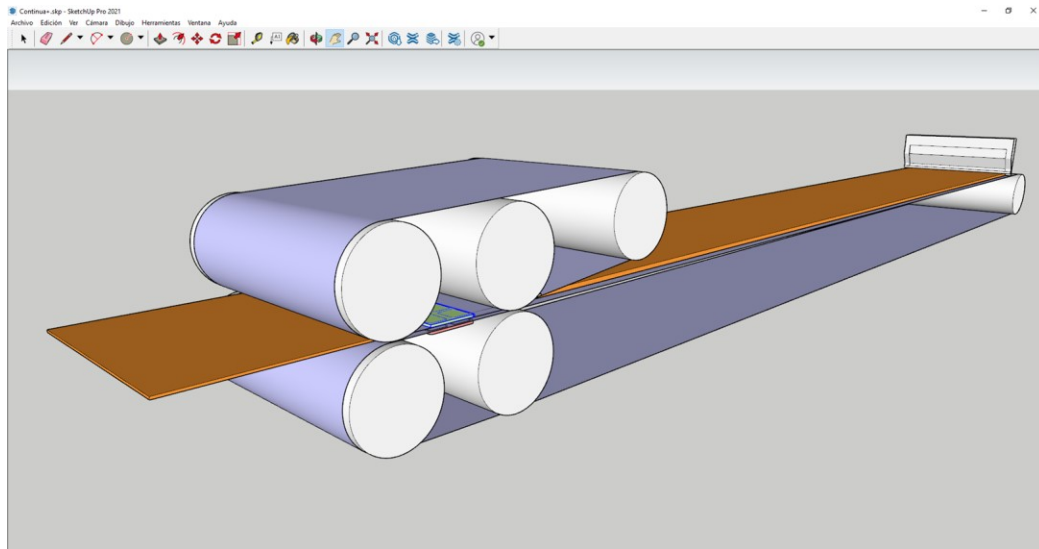 Continua+.skp - SketchUp Pro 2021
Archivo Edición Ver Cámara Dibujo Herramientas Ventana Ayuda